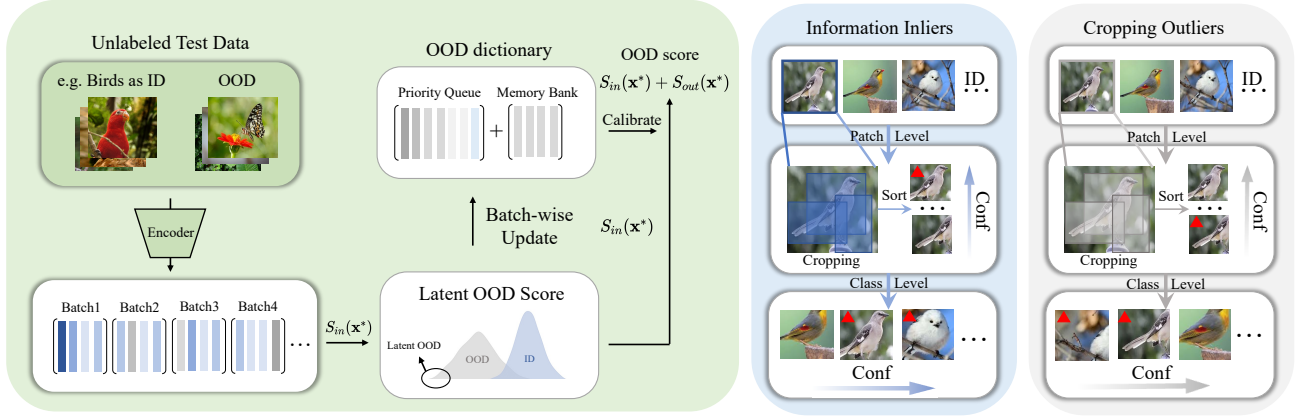 Unlabeled Test Data
e.g. Birds as ID
OOD
Encoder
Batch1
Batch2
Batch3
Batch4
...
S_in(x*)
OOD dictionary
Priority Queue
+
Memory Bank
Calibrate
OOD score
S_in(x*) + S_out(x*)
Batch-wise
Update
S_in(x*)
Latent OOD Score
Latent OOD
OOD
ID
Information Inliers
ID
...
Patch Level
Cropping
Sort
...
Conf
Class Level
...
Conf
Cropping Outliers
ID
...
Patch Level
Cropping
Sort
...
Conf
Class Level
...
Conf